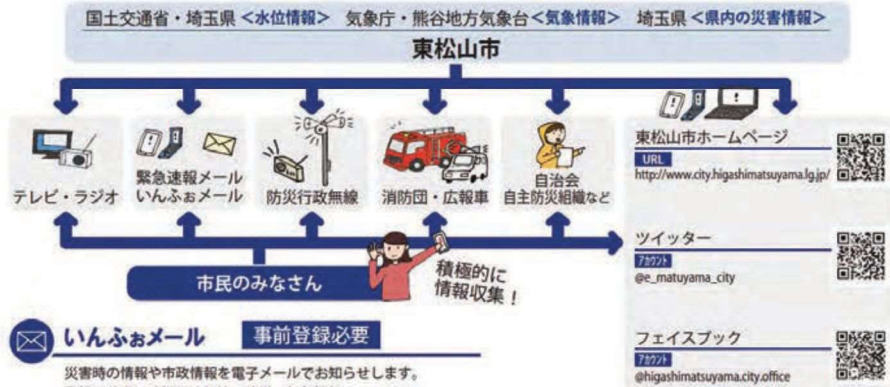 国土交通省・埼玉県 <水位情報> 気象庁・熊谷地方気象台 <気象情報> 埼玉県 <県内の災害情報>
東松山市
テレビ・ラジオ
緊急速報メール
いんふぉメール
防災行政無線
消防団・広報車
自治会
自主防災組織など
東松山市ホームページ
URL
http://www.city.higashimatsuyama.lg.jp/
ツイッター
アカウント
@e_matuyama_city
フェイスブック
アカウント
@higashimatsuyama.city.office
市民のみなさん
積極的に
情報収集！
いんふぉメール 事前登録必要
災害時の情報や市政情報を電子メールでお知らせします。